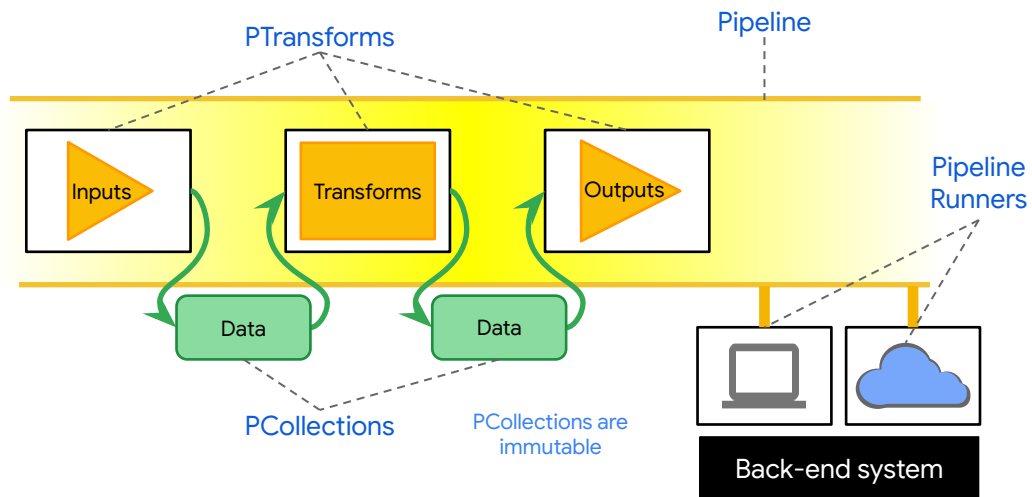 Pipeline
PTransforms
Inputs
Transforms
Outputs
Pipeline
Runners
Data
Data
PCollections
PCollections are
immutable
Back-end system